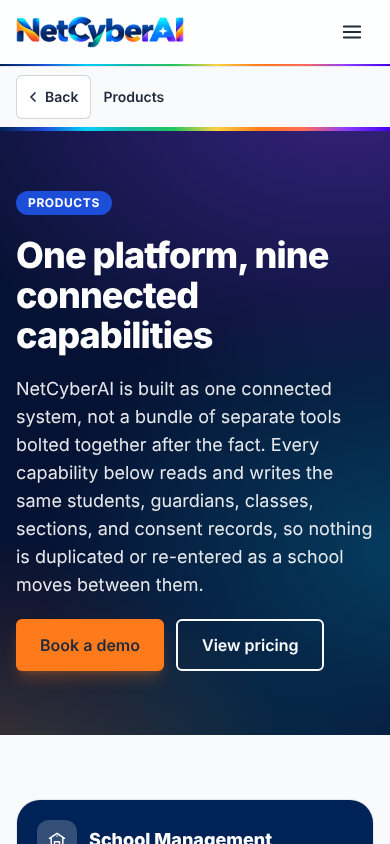 NetCyberAI
Back Products
PRODUCTS
One platform, nine
connected
capabilities
NetCyberAI is built as one connected
system, not a bundle of separate tools
bolted together after the fact. Every
capability below reads and writes the
same students, guardians, classes,
sections, and consent records, so nothing
is duplicated or re-entered as a school
moves between them.
Book a demo View pricing
School Management